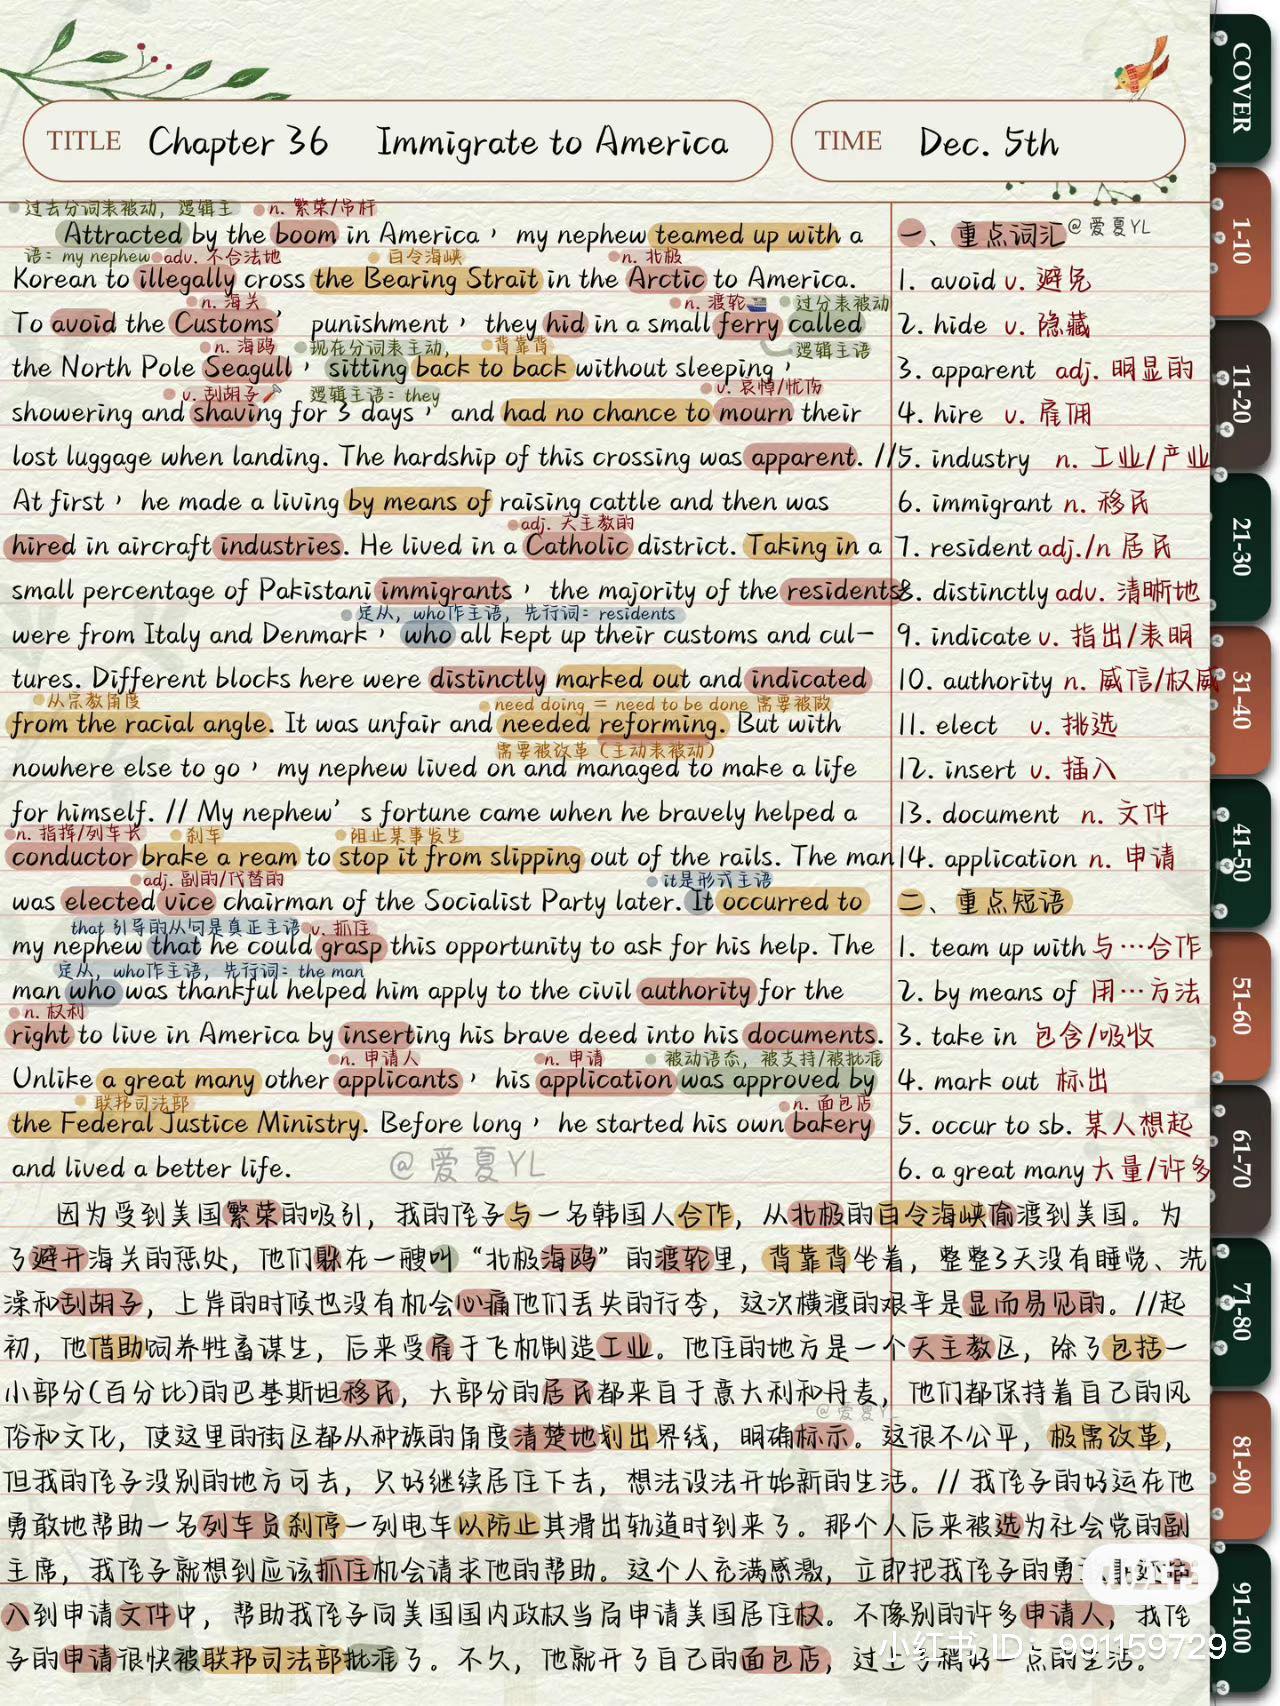 TITLE Chapter 36 Immigrate to America
TIME Dec. 5th
COVER
1-10
11-20
21-30
31-40
41-50
51-60
61-70
71-80
81-90
91-100
过去分词表被动，逻辑主 n. 繁荣/吊杆
Attracted by the boom in America， my nephew teamed up with a
语：my nephew adv. 不合法地 白令海峡 n. 北极
Korean to illegally cross the Bearing Strait in the Arctic to America.
n. 海关 n. 渡轮 过分表被动
To avoid the Customs’ punishment， they hid in a small ferry called
n. 海鸥 现在分词表主动， 背靠背 逻辑主语
the North Pole Seagull， sitting back to back without sleeping，
v. 刮胡子 逻辑主语：they v. 哀悼/忧伤
showering and shaving for 3 days， and had no chance to mourn their
lost luggage when landing. The hardship of this crossing was apparent. //
At first， he made a living by means of raising cattle and then was
adj. 天主教的
hired in aircraft industries. He lived in a Catholic district. Taking in a
small percentage of Pakistani immigrants， the majority of the residents
定从，who作主语，先行词：residents
were from Italy and Denmark， who all kept up their customs and cul-
tures. Different blocks here were distinctly marked out and indicated
从宗教角度 need doing = need to be done 需要被做
from the racial angle. It was unfair and needed reforming. But with
需要被改革（主动表被动）
nowhere else to go， my nephew lived on and managed to make a life
for himself. // My nephew’s fortune came when he bravely helped a
n. 指挥/列车长 刹车 阻止某事发生
conductor brake a ream to stop it from slipping out of the rails. The man
adj. 副的/代替的 it是形式主语
was elected vice chairman of the Socialist Party later. It occurred to
that 引导的从句是真正主语 v. 抓住
my nephew that he could grasp this opportunity to ask for his help. The
定从，who作主语，先行词：the man
man who was thankful helped him apply to the civil authority for the
n. 权利
right to live in America by inserting his brave deed into his documents.
n. 申请人 n. 申请 被动语态，被支持/被批准
Unlike a great many other applicants， his application was approved by
联邦司法部 n. 面包店
the Federal Justice Ministry. Before long， he started his own bakery
and lived a better life.
@爱夏YL
一、重点词汇 @爱夏YL
1. avoid v. 避免
2. hide v. 隐藏
3. apparent adj. 明显的
4. hire v. 雇佣
5. industry n. 工业/产业
6. immigrant n. 移民
7. resident adj./n 居民
8. distinctly adv. 清晰地
9. indicate v. 指出/表明
10. authority n. 威信/权威
11. elect v. 挑选
12. insert v. 插入
13. document n. 文件
14. application n. 申请
二、重点短语
1. team up with 与…合作
2. by means of 用…方法
3. take in 包含/吸收
4. mark out 标出
5. occur to sb. 某人想起
6. a great many 大量/许多
因为受到美国繁荣的吸引，我的侄子与一名韩国人合作，从北极的白令海峡偷渡到美国。为
了避开海关的惩处，他们躲在一艘叫“北极海鸥”的渡轮里，背靠背坐着，整整3天没有睡觉、洗
澡和刮胡子，上岸的时候也没有机会心痛他们丢失的行李，这次横渡的艰辛是显而易见的。//起
初，他借助饲养牲畜谋生，后来受雇于飞机制造工业。他住的地方是一个天主教区，除了包括一
小部分(百分比)的巴基斯坦移民，大部分的居民都来自于意大利和丹麦，他们都保持着自己的风
@爱夏Y
俗和文化，使这里的街区都从种族的角度清楚地划出界线，明确标示。这很不公平，极需改革，
但我的侄子没别的地方可去，只好继续居住下去，想法设法开始新的生活。// 我侄子的好运在他
勇敢地帮助一名列车员刹停一列电车以防止其滑出轨道时到来了。那个人后来被选为社会党的副
主席，我侄子就想到应该抓住机会请求他的帮助。这个人充满感激，立即把我侄子的勇
入到申请文件中，帮助我侄子向美国国内政权当局申请美国居住权。不像别的许多申请人，我侄
子的申请很快被联邦司法部批准了。不久，他就开了自己的面包店，过上了稍好一点的生活。
小红书 ID：991159729